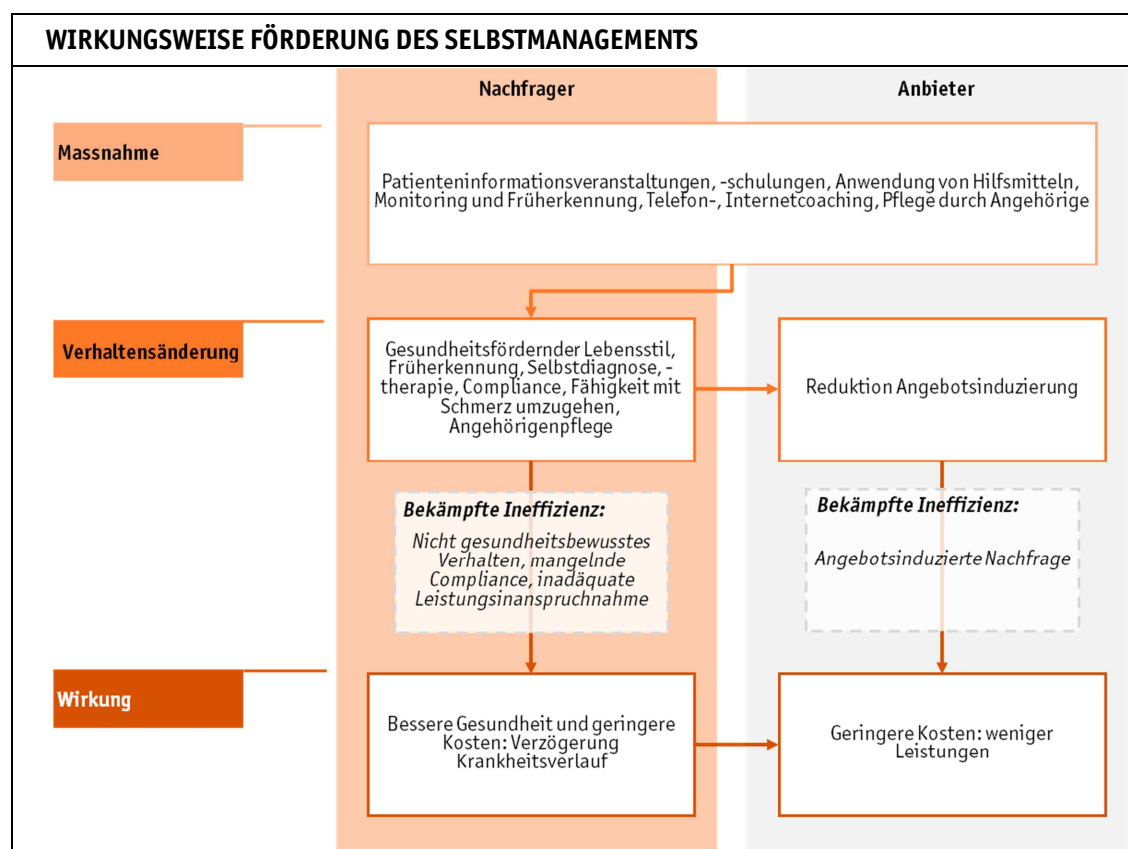 WIRKUNGSWEISE FÖRDERUNG DES SELBSTMANAGEMENTS
Nachfrager
Anbieter
Massnahme
Patienteninformationsveranstaltungen, -schulungen, Anwendung von Hilfsmitteln,
Monitoring und Früherkennung, Telefon-, Internetcoaching, Pflege durch Angehörige
Verhaltensänderung
Gesundheitsfördernder Lebensstil,
Früherkennung, Selbstdiagnose, -
therapie, Compliance, Fähigkeit mit
Schmerz umzugehen,
Angehörigenpflege
Reduktion Angebotsinduzierung
Bekämpfte Ineffizienz:
Nicht gesundheitsbewusstes
Verhalten, mangelnde
Compliance, inadäquate
Leistungsinanspruchnahme
Bekämpfte Ineffizienz:
Angebotsinduzierte Nachfrage
Wirkung
Bessere Gesundheit und geringere
Kosten: Verzögerung
Krankheitsverlauf
Geringere Kosten: weniger
Leistungen